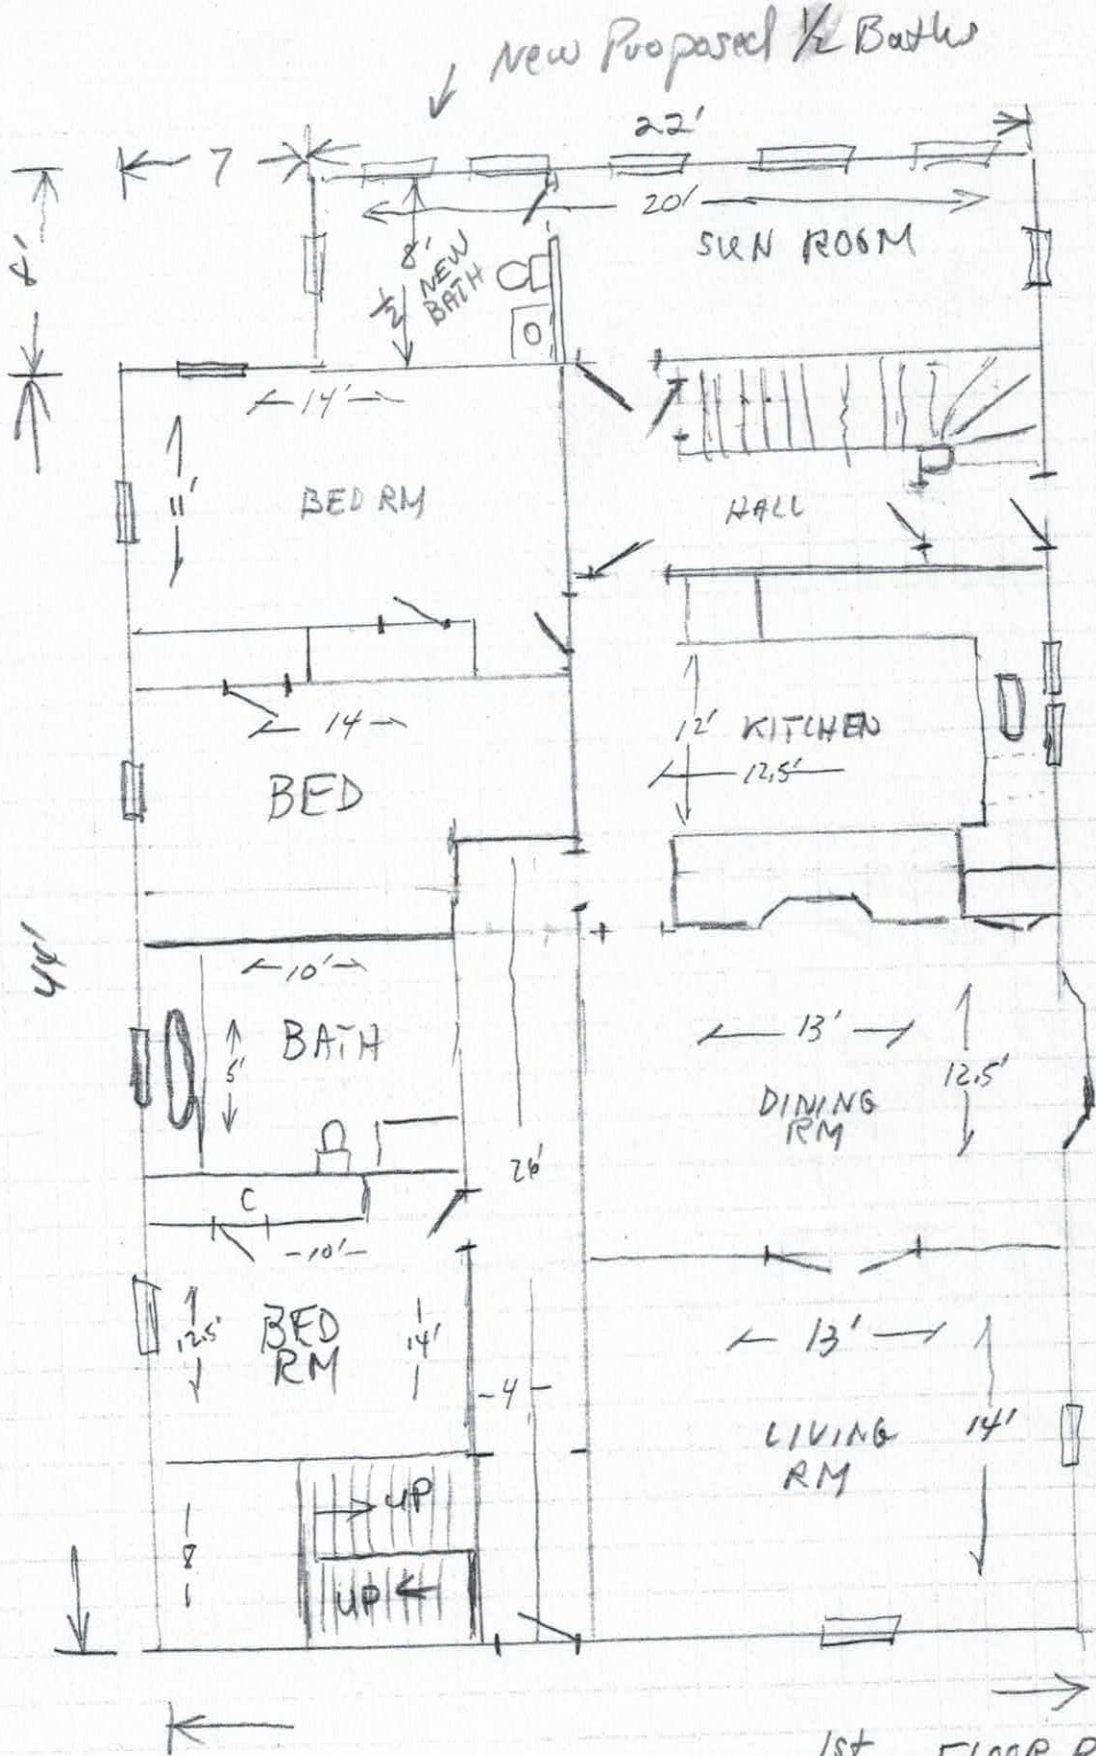 New Proposed 1/2 Baths
22'
7
20'
8'
8'
SUN ROOM
1/2 NEW
BATH
14'
11'
BED RM
HALL
14
12'
KITCHEN
12.5'
BED
44'
10'
BATH
5'
13'
12.5'
DINING
RM
26'
C
10'
12.5'
BED
RM
14'
13'
4
LIVING
RM
14'
UP
8
UP
1st FLOOR P